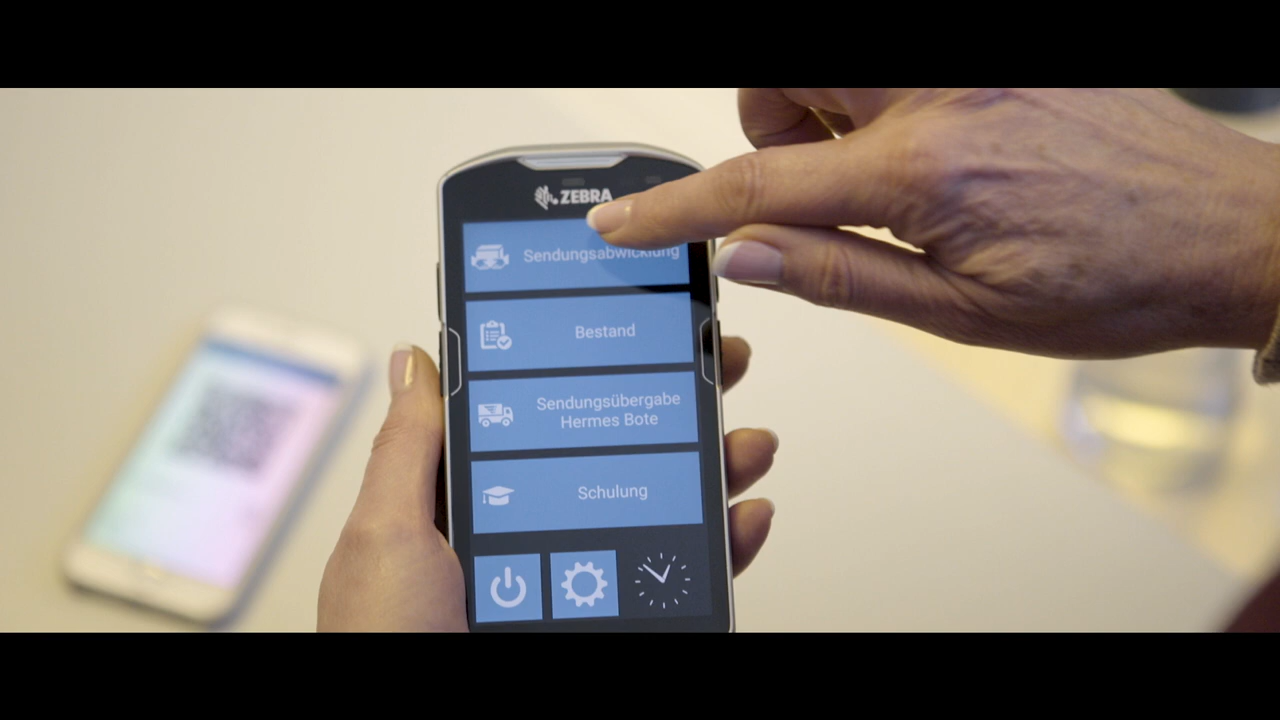 ZEBRA
Sendungsabwicklung
Bestand
Sendungsübergabe
Hermes Bote
Schulung